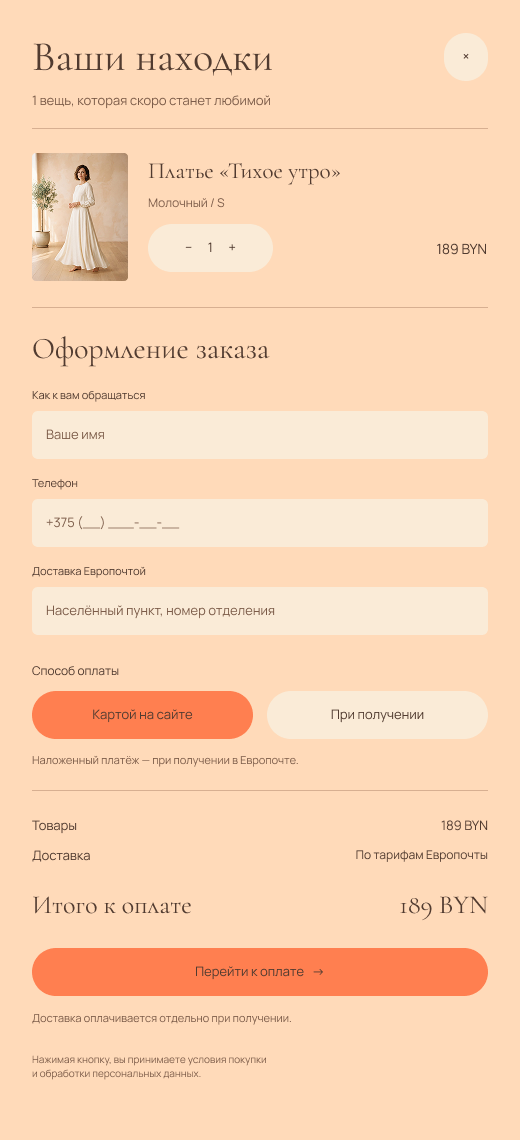 Ваши находки
×
1 вещь, которая скоро станет любимой
Платье «Тихое утро»
Молочный / S
− 1 +
189 BYN
Оформление заказа
Как к вам обращаться
Ваше имя
Телефон
+375 (__) ___-__-__
Доставка Европочтой
Населённый пункт, номер отделения
Способ оплаты
Картой на сайте
При получении
Наложенный платёж — при получении в Европочте.
Товары
189 BYN
Доставка
По тарифам Европочты
Итого к оплате
189 BYN
Перейти к оплате →
Доставка оплачивается отдельно при получении.
Нажимая кнопку, вы принимаете условия покупки
и обработки персональных данных.